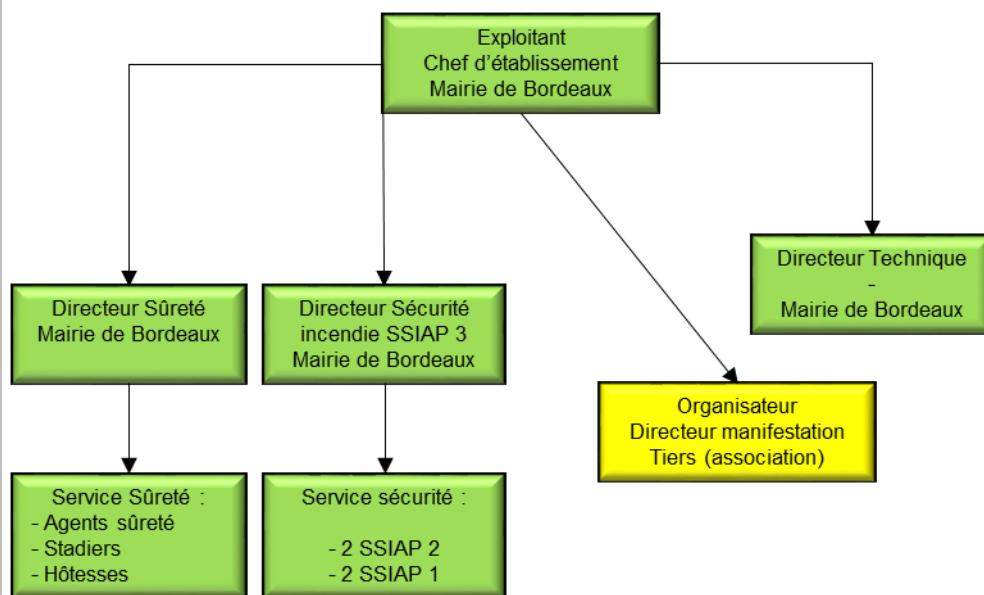 Exploitant
Chef d'établissement
Mairie de Bordeaux
Directeur Technique
-
Mairie de Bordeaux
Directeur Sûreté
Mairie de Bordeaux
Directeur Sécurité
incendie SSIAP 3
Mairie de Bordeaux
Organisateur
Directeur manifestation
Tiers (association)
Service Sûreté :
- Agents sûreté
- Stadiers
- Hôtesses
Service sécurité :
- 2 SSIAP 2
- 2 SSIAP 1